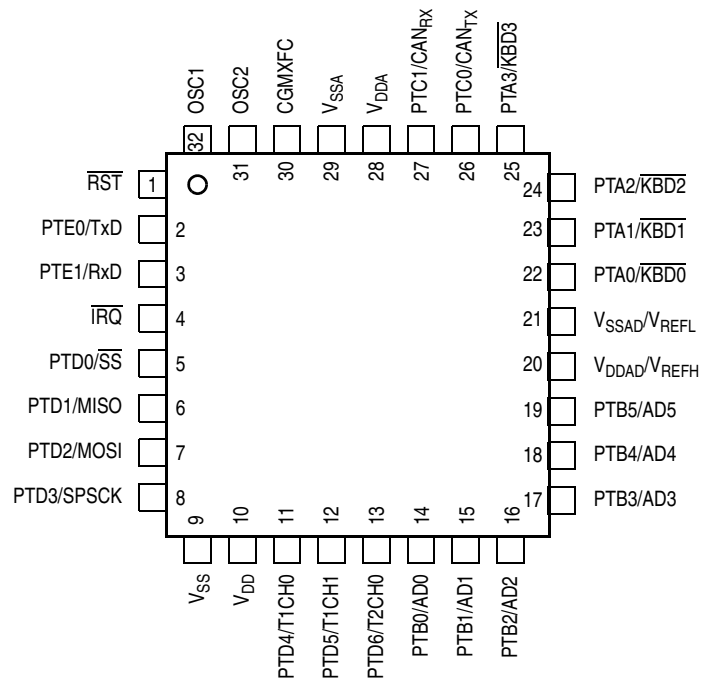 OSC1
OSC2
CGMXFC
VSSA
VDDA
PTC1/CANRX
PTC0/CANTX
PTA3/KBD3
32
31
30
29
28
27
26
25
RST 1
PTE0/TxD 2
PTE1/RxD 3
IRQ 4
PTD0/SS 5
PTD1/MISO 6
PTD2/MOSI 7
PTD3/SPSCK 8
24 PTA2/KBD2
23 PTA1/KBD1
22 PTA0/KBD0
21 VSSAD/VREFL
20 VDDAD/VREFH
19 PTB5/AD5
18 PTB4/AD4
17 PTB3/AD3
9
10
11
12
13
14
15
16
VSS
VDD
PTD4/T1CH0
PTD5/T1CH1
PTD6/T2CH0
PTB0/AD0
PTB1/AD1
PTB2/AD2